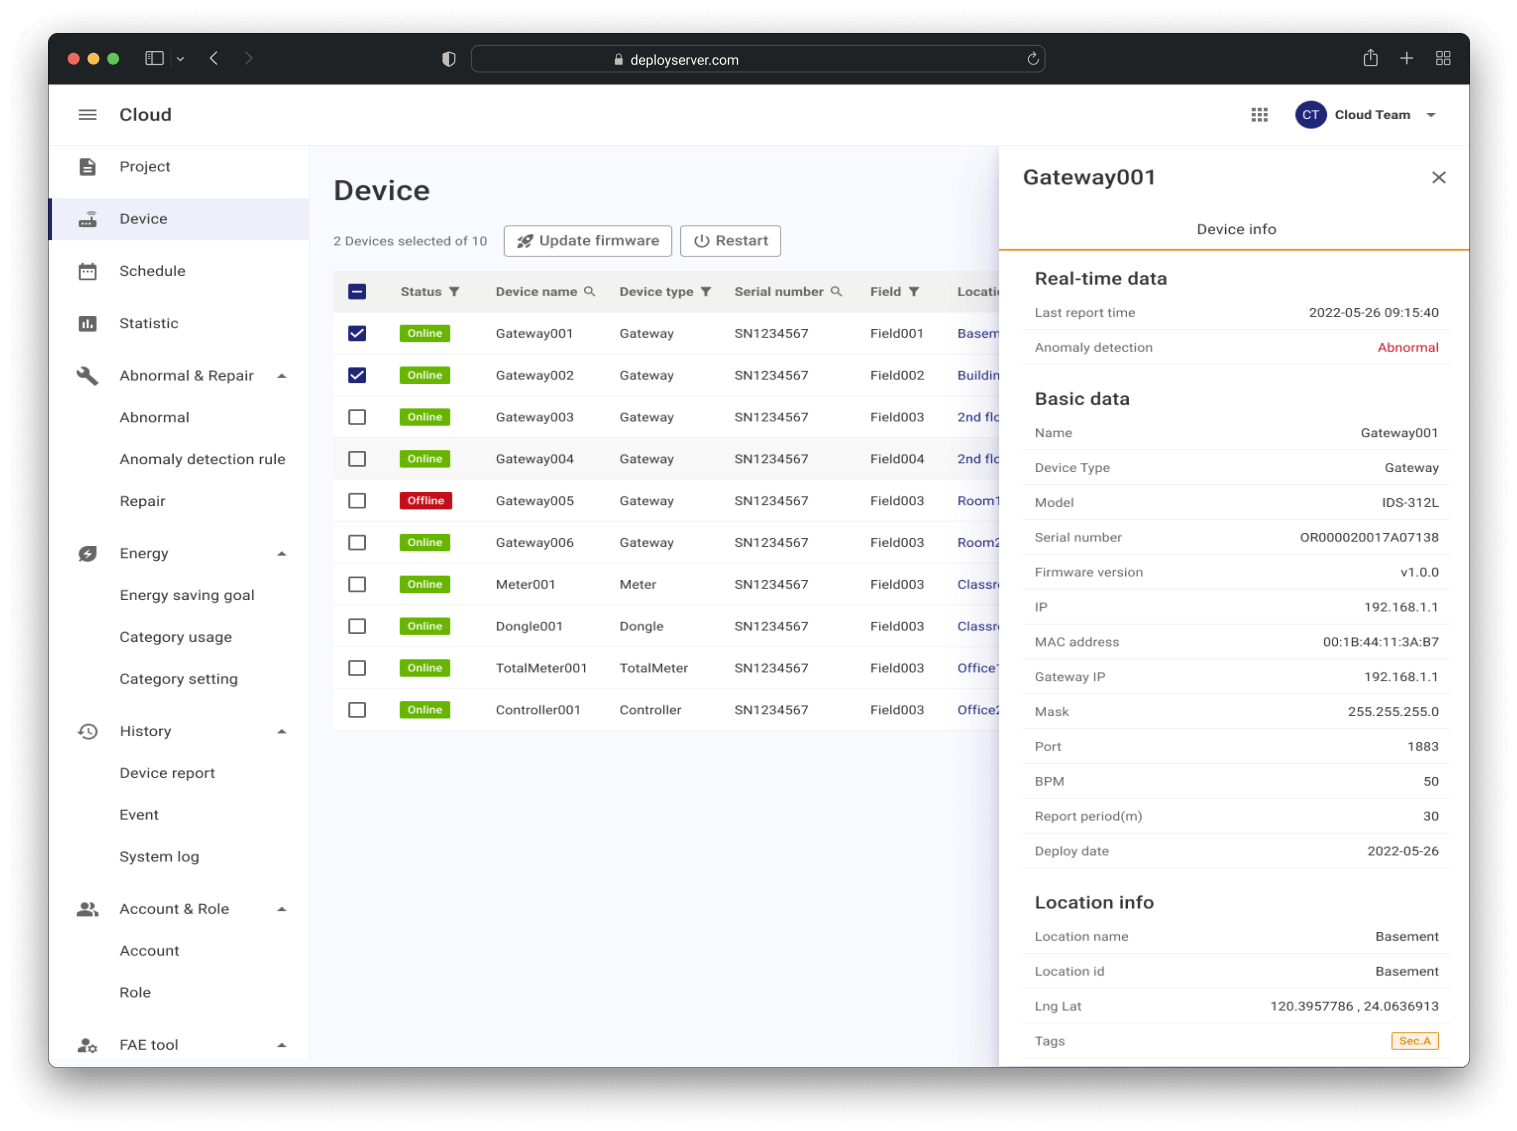 deployserver.com
Cloud
CT Cloud Team
Project
Device
Schedule
Statistic
Abnormal & Repair
Abnormal
Anomaly detection rule
Repair
Energy
Energy saving goal
Category usage
Category setting
History
Device report
Event
System log
Account & Role
Account
Role
FAE tool
Device
2 Devices selected of 10 Update firmware Restart
Status Device name Device type Serial number Field Locati
Online Gateway001 Gateway SN1234567 Field001 Basem
Online Gateway002 Gateway SN1234567 Field002 Buildin
Online Gateway003 Gateway SN1234567 Field003 2nd flo
Online Gateway004 Gateway SN1234567 Field004 2nd flo
Offline Gateway005 Gateway SN1234567 Field003 Room1
Online Gateway006 Gateway SN1234567 Field003 Room2
Online Meter001 Meter SN1234567 Field003 Classr
Online Dongle001 Dongle SN1234567 Field003 Classr
Online TotalMeter001 TotalMeter SN1234567 Field003 Office1
Online Controller001 Controller SN1234567 Field003 Office2
Gateway001
Device info
Real-time data
Last report time 2022-05-26 09:15:40
Anomaly detection Abnormal
Basic data
Name Gateway001
Device Type Gateway
Model IDS-312L
Serial number OR000020017A07138
Firmware version v1.0.0
IP 192.168.1.1
MAC address 00:1B:44:11:3A:B7
Gateway IP 192.168.1.1
Mask 255.255.255.0
Port 1883
BPM 50
Report period(m) 30
Deploy date 2022-05-26
Location info
Location name Basement
Location id Basement
Lng Lat 120.3957786 , 24.0636913
Tags Sec.A